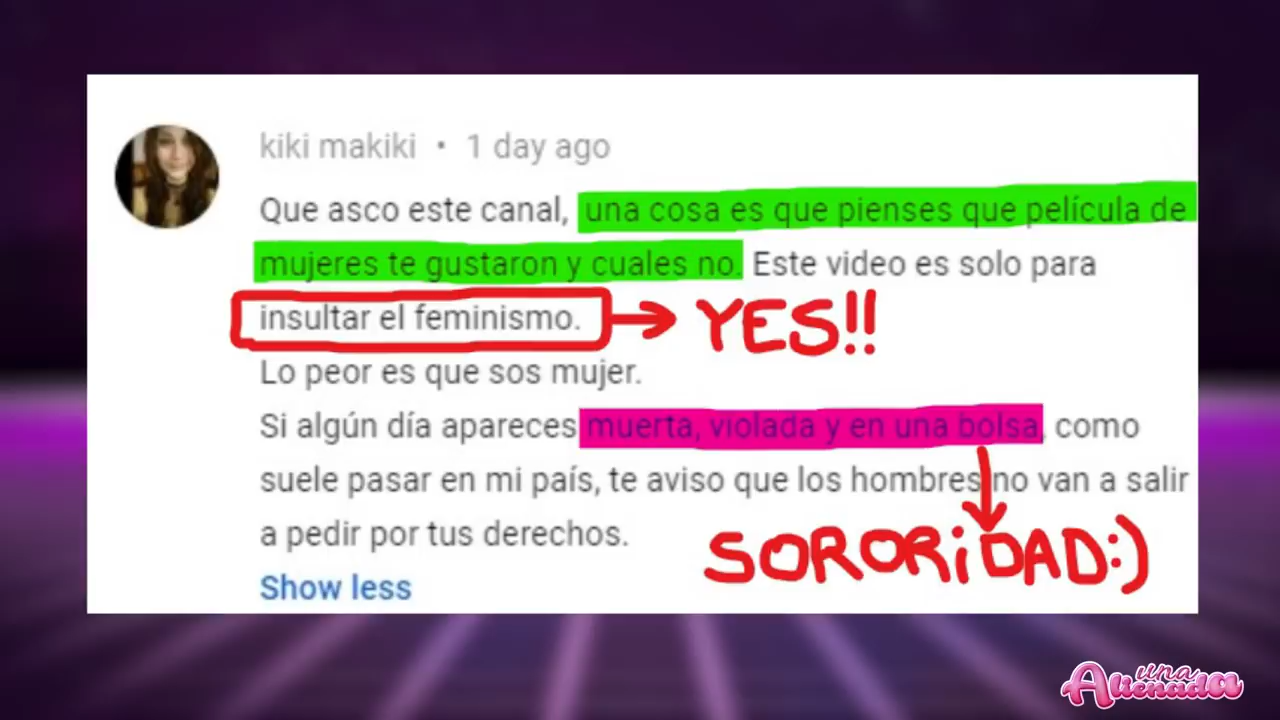 kiki makiki • 1 day ago
Que asco este canal, una cosa es que pienses que película de
mujeres te gustaron y cuales no. Este video es solo para
insultar el feminismo. YES!!
Lo peor es que sos mujer.
Si algún día apareces muerta, violada y en una bolsa, como
suele pasar en mi país, te aviso que los hombres no van a salir
a pedir por tus derechos.
SORORiDAD:)
Show less
una
Alienada